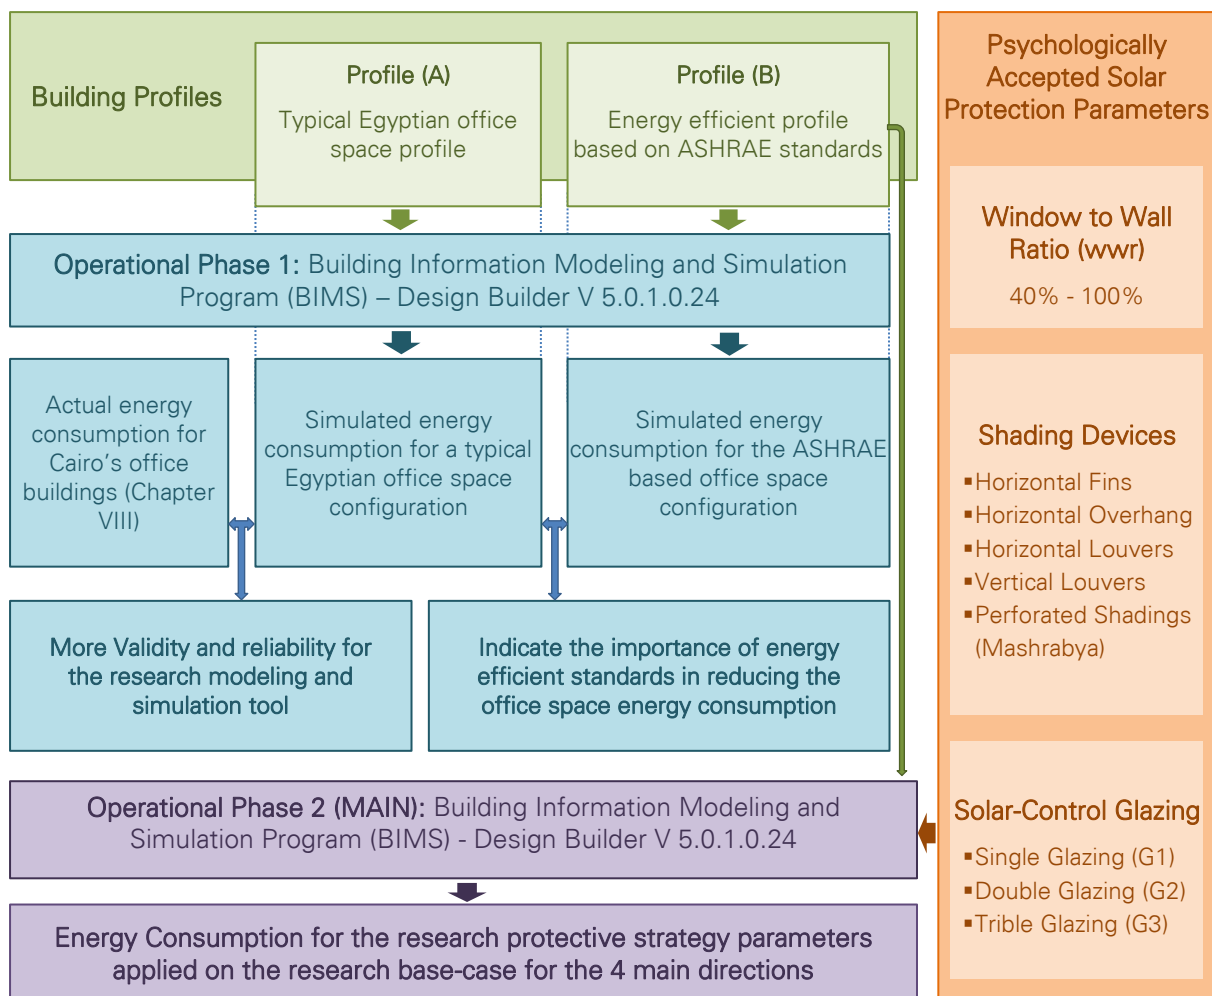 Building Profiles
Profile (A)
Typical Egyptian office
space profile
Profile (B)
Energy efficient profile
based on ASHRAE standards
Operational Phase 1: Building Information Modeling and Simulation
Program (BIMS) – Design Builder V 5.0.1.0.24
Actual energy
consumption for
Cairo's office
buildings (Chapter
VIII)
Simulated energy
consumption for a typical
Egyptian office space
configuration
Simulated energy
consumption for the ASHRAE
based office space
configuration
More Validity and reliability for
the research modeling and
simulation tool
Indicate the importance of energy
efficient standards in reducing the
office space energy consumption
Operational Phase 2 (MAIN): Building Information Modeling and
Simulation Program (BIMS) - Design Builder V 5.0.1.0.24
Energy Consumption for the research protective strategy parameters
applied on the research base-case for the 4 main directions
Psychologically
Accepted Solar
Protection Parameters
Window to Wall
Ratio (wwr)
40% - 100%
Shading Devices
▪Horizontal Fins
▪Horizontal Overhang
▪Horizontal Louvers
▪Vertical Louvers
▪Perforated Shadings
(Mashrabya)
Solar-Control Glazing
▪Single Glazing (G1)
▪Double Glazing (G2)
▪Trible Glazing (G3)